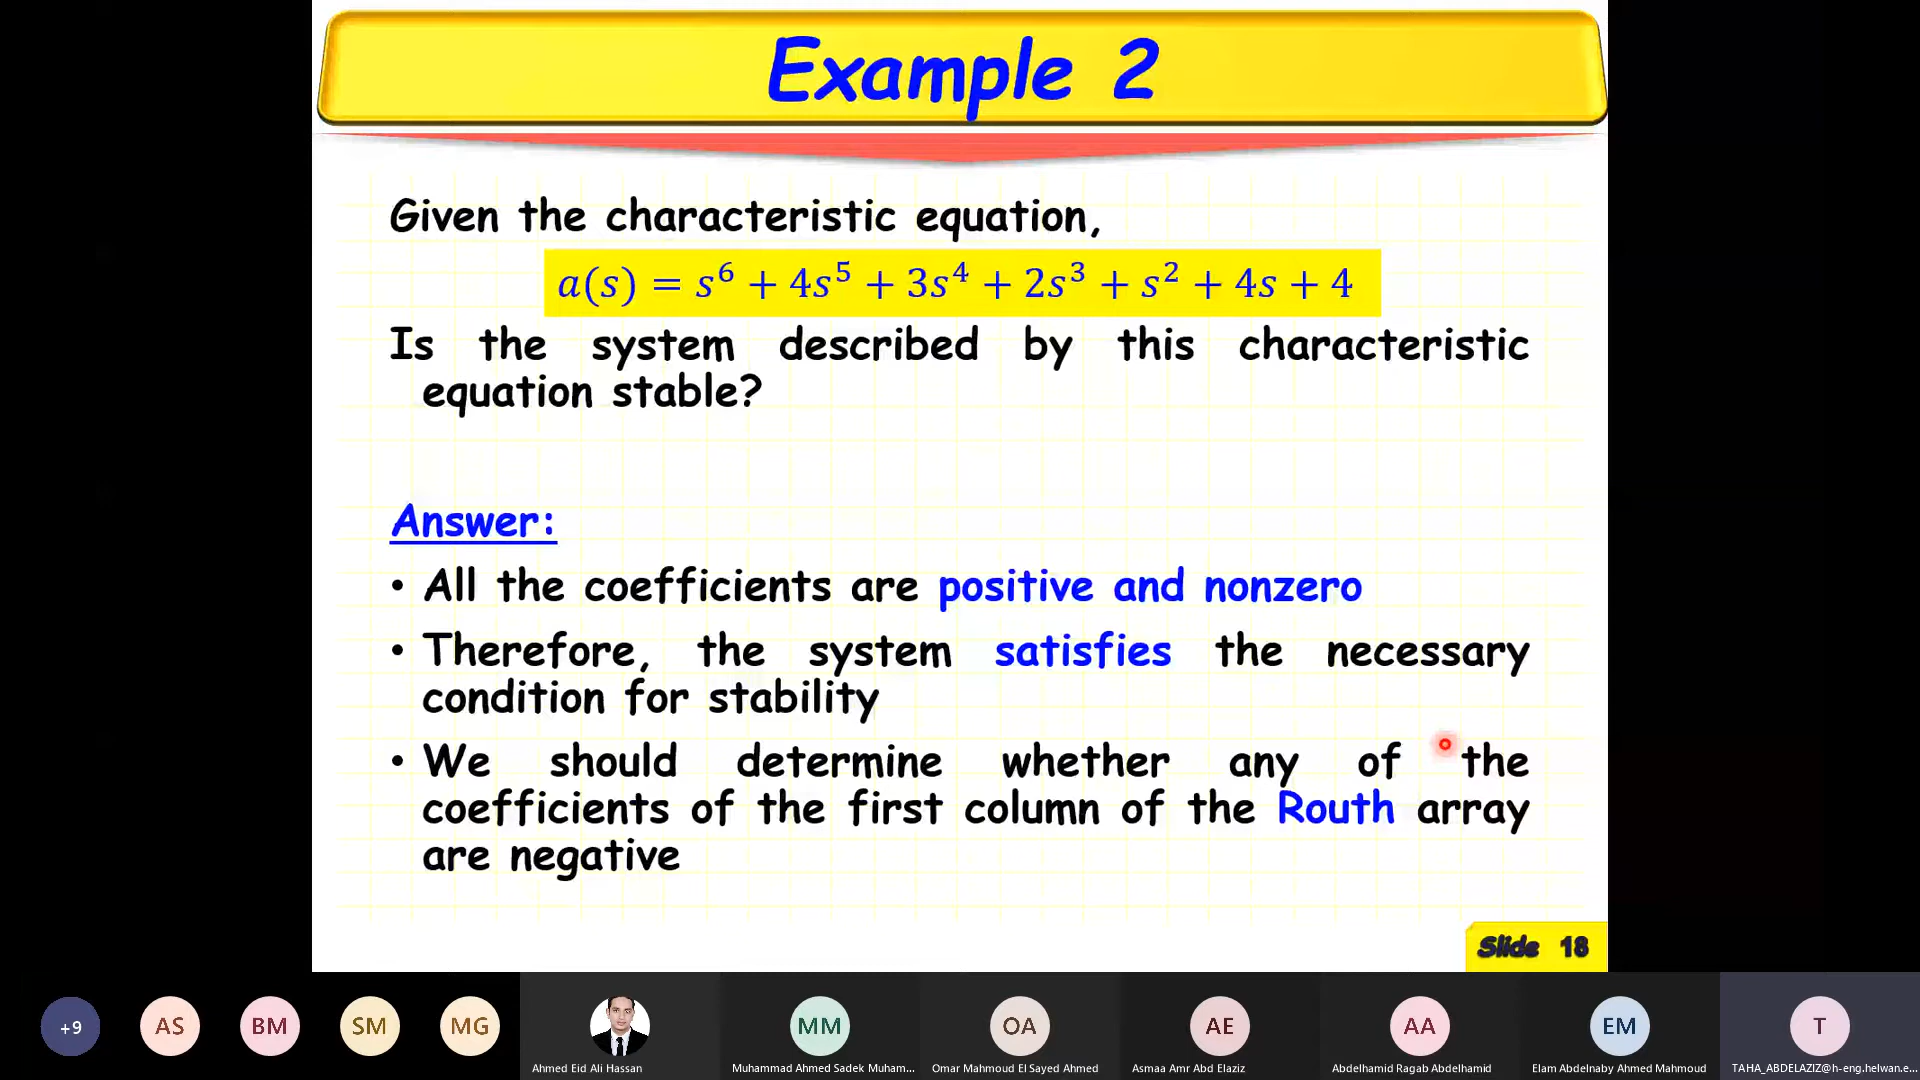 Example 2
Given the characteristic equation,
a(s) = s⁶ + 4s⁵ + 3s⁴ + 2s³ + s² + 4s + 4
Is the system described by this characteristic
equation stable?
Answer:
• All the coefficients are positive and nonzero
• Therefore, the system satisfies the necessary
condition for stability
• We should determine whether any of the
coefficients of the first column of the Routh array
are negative
Slide 18
+9
AS
BM
SM
MG
MM
OA
AE
AA
EM
T
Ahmed Eid Ali Hassan
Muhammad Ahmed Sadek Muham...
Omar Mahmoud El Sayed Ahmed
Asmaa Amr Abd Elaziz
Abdelhamid Ragab Abdelhamid
Elam Abdelnaby Ahmed Mahmoud
TAHA_ABDELAZIZ@h-eng.helwan.e...